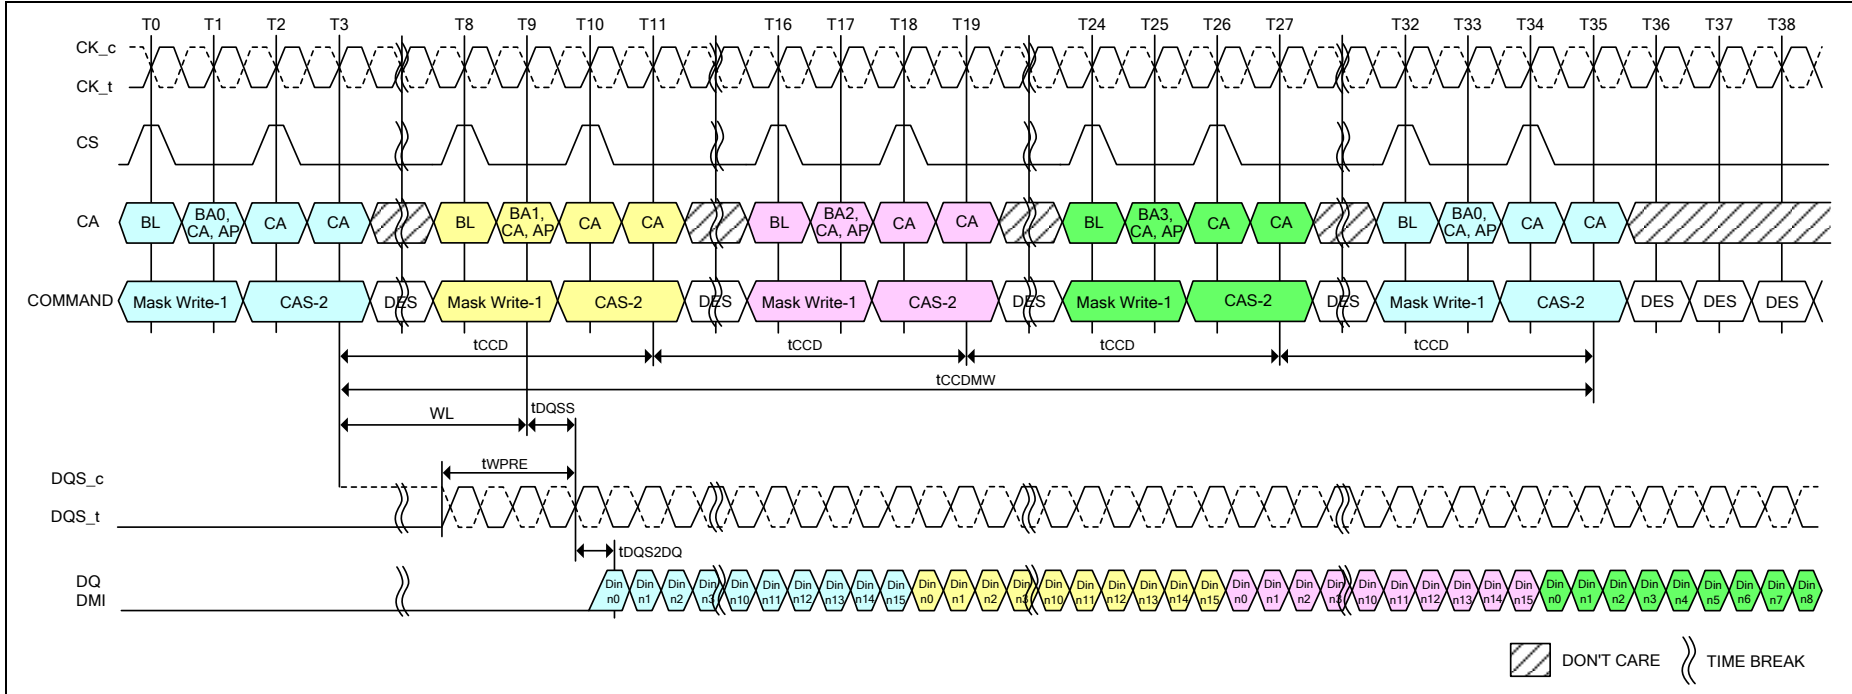 T0 T1 T2 T3 T8 T9 T10 T11 T16 T17 T18 T19 T24 T25 T26 T27 T32 T33 T34 T35 T36 T37 T38
CK_c
CK_t
CS
CA
BL
BA0,
CA, AP
CA
CA
BL
BA1,
CA, AP
CA
CA
BL
BA2,
CA, AP
CA
CA
BL
BA3,
CA, AP
CA
CA
BL
BA0,
CA, AP
CA
CA
COMMAND Mask Write-1 CAS-2 DES Mask Write-1 CAS-2 DES Mask Write-1 CAS-2 DES Mask Write-1 CAS-2 DES Mask Write-1 CAS-2 DES DES DES
tCCD tCCD tCCD tCCD
tCCDMW
WL tDQSS
tWPRE
DQS_c
DQS_t
tDQS2DQ
DQ
DMI
Din Din Din Din Din Din Din Din Din Din Din Din Din Din Din Din Din Din Din Din Din Din Din Din Din Din Din Din Din Din Din Din Din Din Din Din Din Din Din
n0 n1 n2 n3 n10 n11 n12 n13 n14 n15 n0 n1 n2 n3 n10 n11 n12 n13 n14 n15 n0 n1 n2 n3 n10 n11 n12 n13 n14 n15 n0 n1 n2 n3 n4 n5 n6 n7 n8
DON'T CARE
TIME BREAK